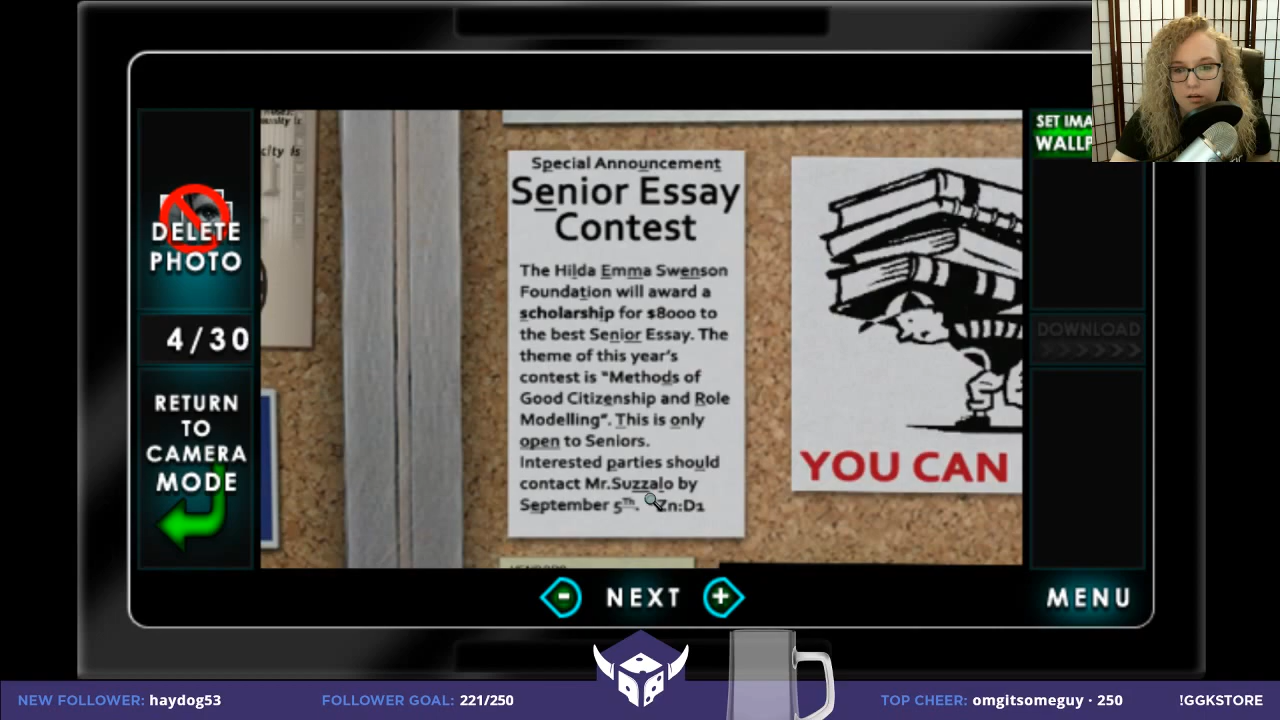 SET IMA
WALLP
DELETE
PHOTO
4/30
RETURN
TO
CAMERA
MODE
Special Announcement
Senior Essay
Contest
The Hilda Emma Swenson
Foundation will award a
scholarship for $8000 to
the best Senior Essay. The
theme of this year's
contest is "Methods of
Good Citizenship and Role
Modelling". This is only
open to Seniors.
Interested parties should
contact Mr.Suzzalo by
September 5Th. Zn:D1
YOU CAN
DOWNLOAD
- NEXT +
MENU
NEW FOLLOWER: haydog53
FOLLOWER GOAL: 221/250
TOP CHEER: omgitsomeguy · 250
!GGKSTORE